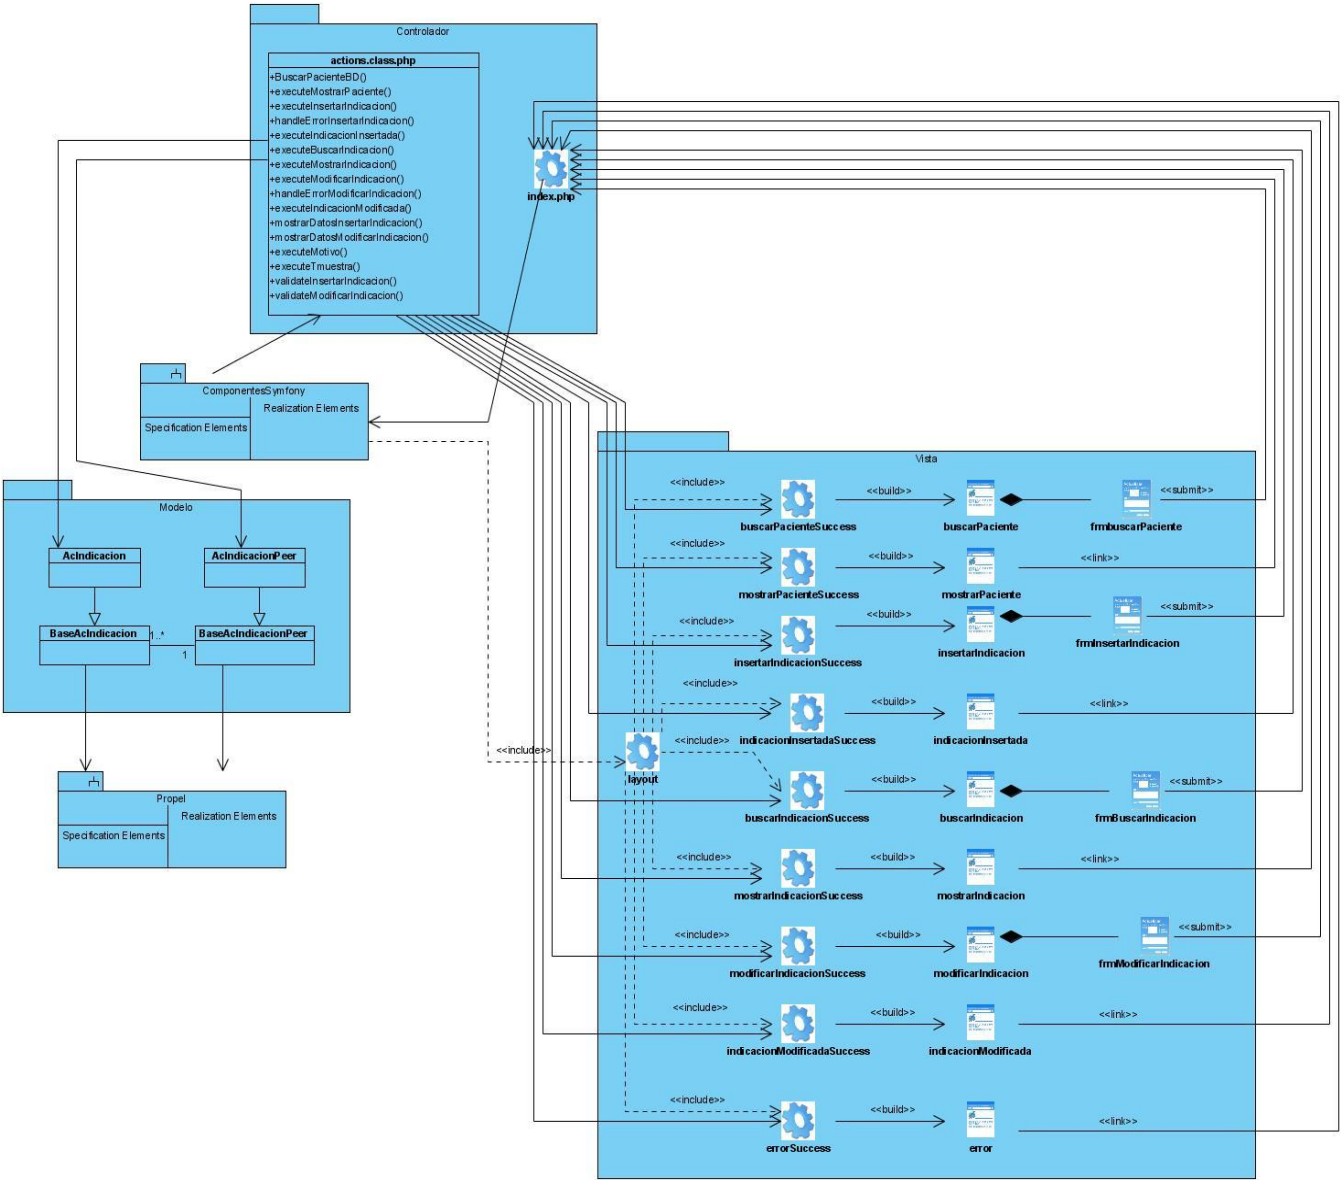 Controlador
actions.class.php
+BuscarPacienteBD()
+executeMostrarPaciente()
+executeInsertarIndicacion()
+handleErrorInsertarIndicacion()
+executeIndicacionInsertada()
+executeBuscarIndicacion()
+executeMostrarIndicacion()
+executeModificarIndicacion()
+handleErrorModificarIndicacion()
+executeIndicacionModificada()
+mostrarDatosInsertarIndicacion()
+mostrarDatosModificarIndicacion()
+executeMotivo()
+executeTmuestra()
+validateInsertarIndicacion()
+validateModificarIndicacion()
index.php
ComponentesSymfony
Specification Elements
Realization Elements
Modelo
AcIndicacion
AcIndicacionPeer
BaseAcIndicacion
1..*
1
BaseAcIndicacionPeer
Propel
Specification Elements
Realization Elements
Vista
<<include>>
layout
<<include>>
buscarPacienteSuccess
<<build>>
buscarPaciente
frmbuscarPaciente
<<submit>>
<<include>>
mostrarPacienteSuccess
<<build>>
mostrarPaciente
<<link>>
<<include>>
insertarIndicacionSuccess
<<build>>
insertarIndicacion
frmInsertarIndicacion
<<submit>>
<<include>>
indicacionInsertadaSuccess
<<build>>
indicacionInsertada
<<link>>
<<include>>
buscarIndicacionSuccess
<<build>>
buscarIndicacion
frmBuscarIndicacion
<<submit>>
<<include>>
mostrarIndicacionSuccess
<<build>>
mostrarIndicacion
<<link>>
<<include>>
modificarIndicacionSuccess
<<build>>
modificarIndicacion
frmModificarIndicacion
<<submit>>
<<include>>
indicacionModificadaSuccess
<<build>>
indicacionModificada
<<link>>
<<include>>
errorSuccess
<<build>>
error
<<link>>